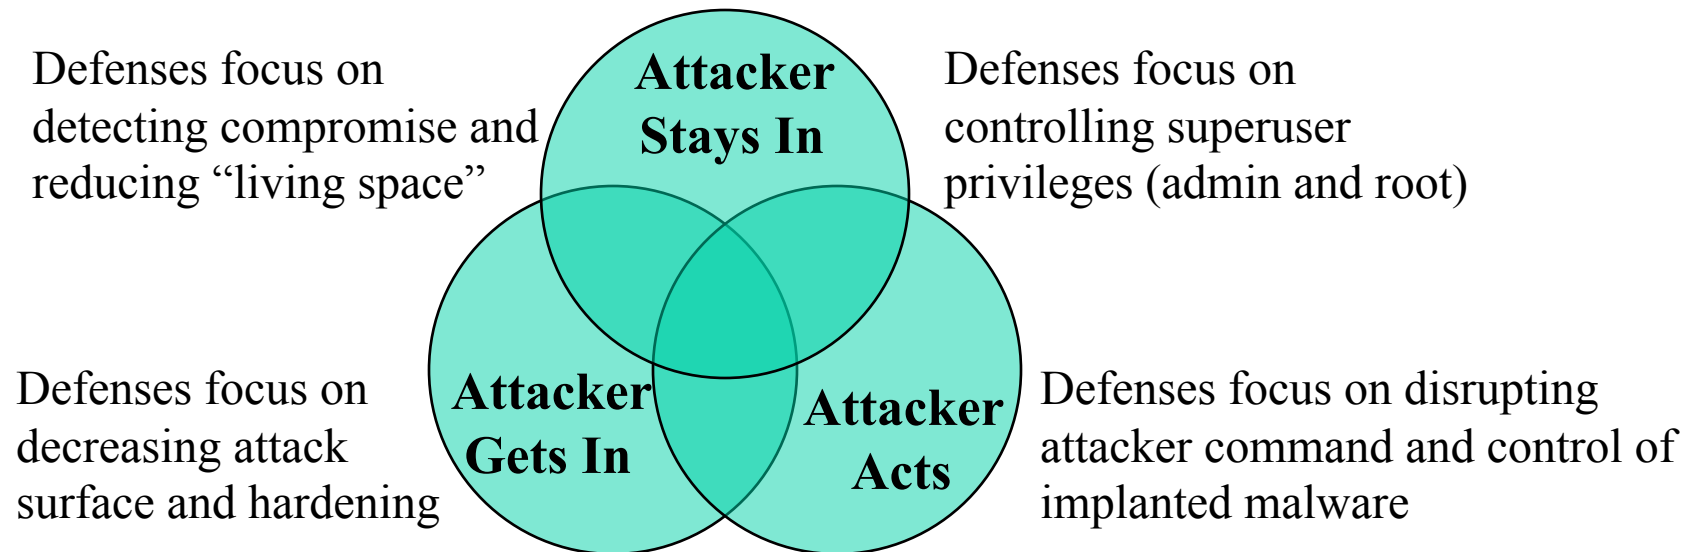 Defenses focus on
detecting compromise and
reducing “living space”
Attacker
Stays In
Defenses focus on
controlling superuser
privileges (admin and root)
Defenses focus on
decreasing attack
surface and hardening
Attacker
Gets In
Attacker
Acts
Defenses focus on disrupting
attacker command and control of
implanted malware